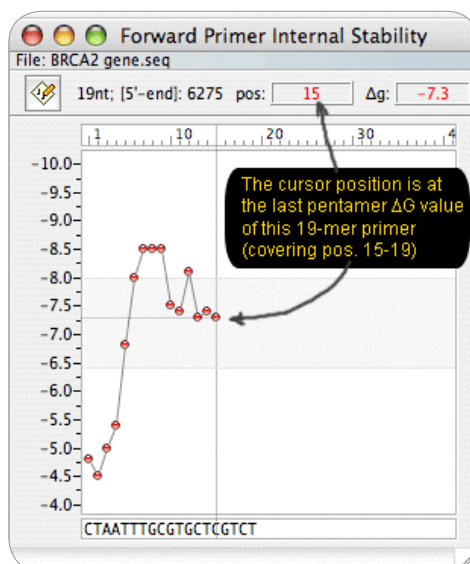 Forward Primer Internal Stability
File: BRCA2 gene.seq
19nt; [5'-end]: 6275 pos: 15 Δg: -7.3
1 10 20 30 4
-10.0
-9.5
-9.0
-8.5
-8.0
-7.5
-7.0
-6.5
-6.0
-5.5
-5.0
-4.5
-4.0
The cursor position is at
the last pentamer ΔG value
of this 19-mer primer
(covering pos. 15-19)
CTAATTTGCGTGCTCGTCT